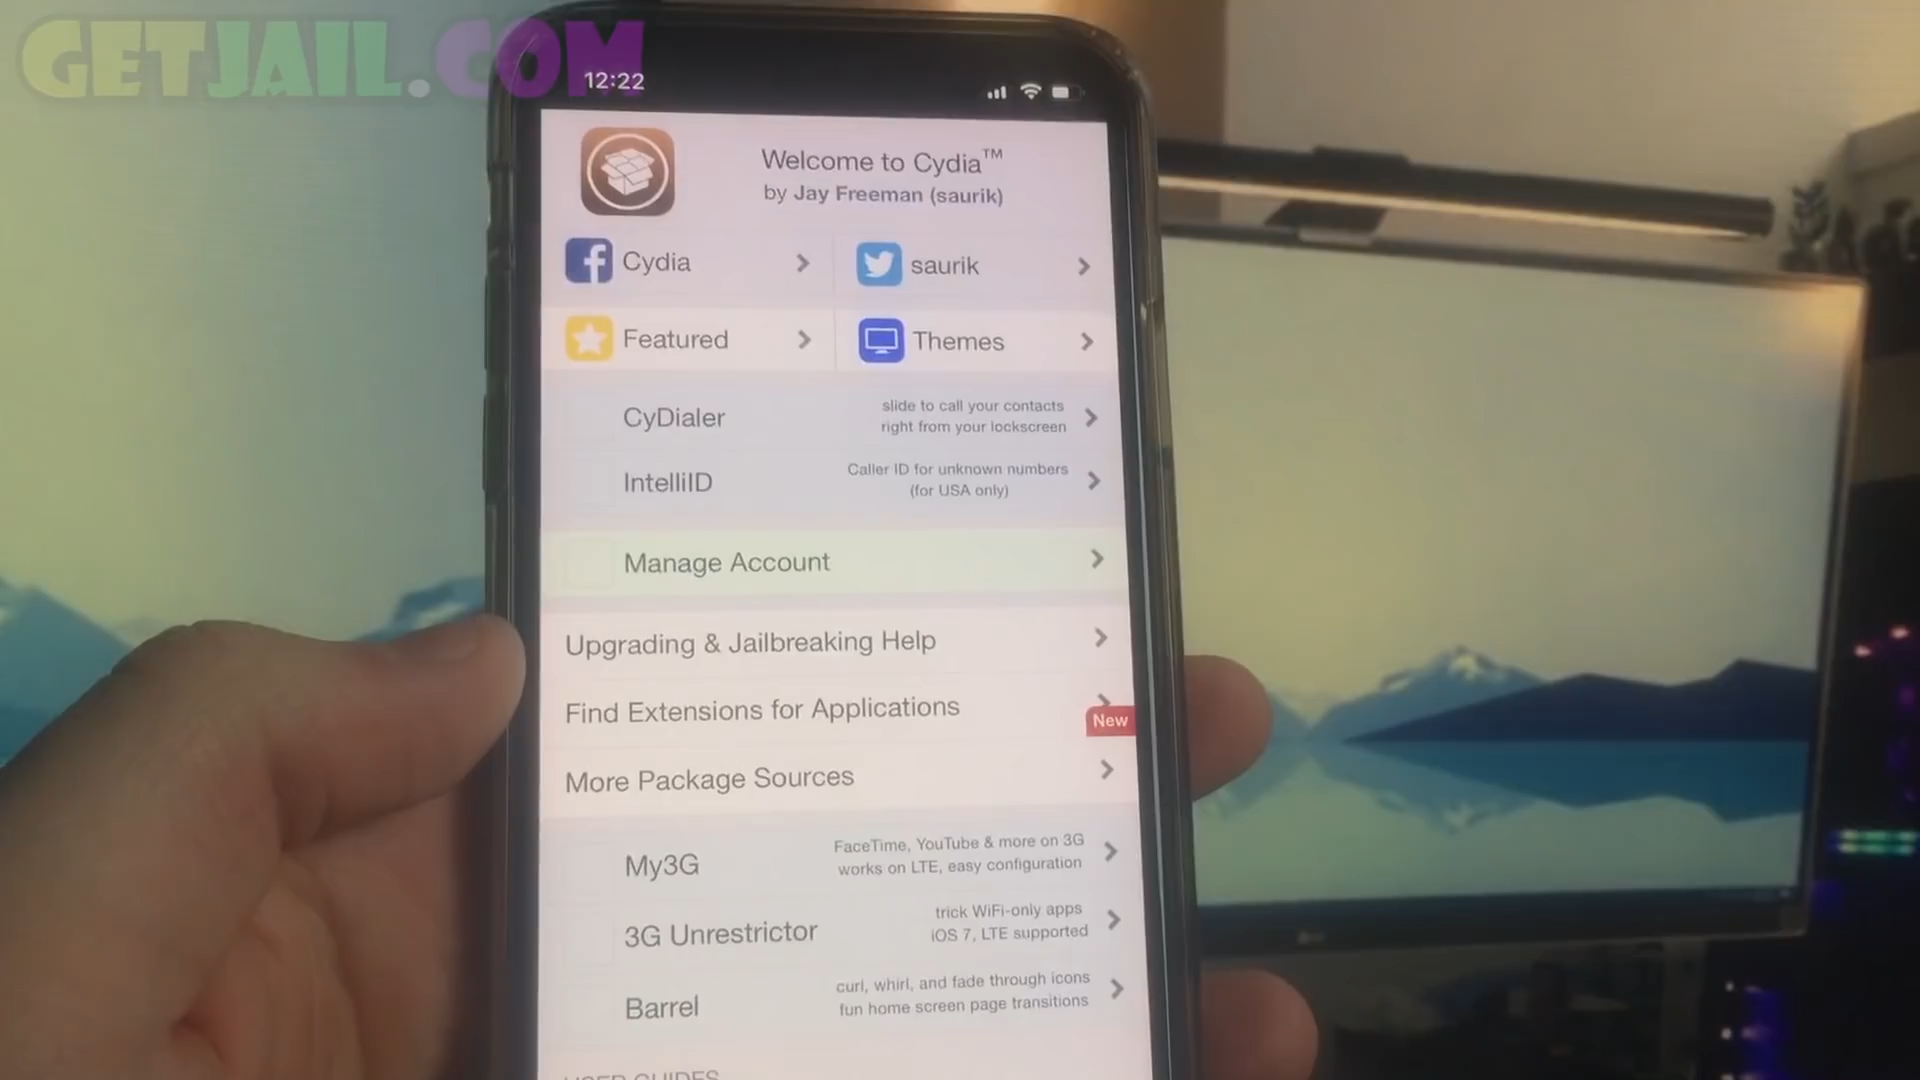 GETJAIL.COM
12:22
Welcome to Cydia™
by Jay Freeman (saurik)
Cydia
saurik
Featured
Themes
CyDialer
slide to call your contacts
right from your lockscreen
IntelliID
Caller ID for unknown numbers
(for USA only)
Manage Account
Upgrading & Jailbreaking Help
Find Extensions for Applications
New
More Package Sources
My3G
FaceTime, YouTube & more on 3G
works on LTE, easy configuration
3G Unrestrictor
trick WiFi-only apps
iOS 7, LTE supported
Barrel
curl, whirl, and fade through icons
fun home screen page transitions
USER GUIDES